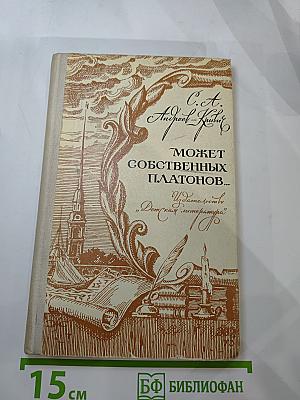 С. А.
Андреев-Кривич
МОЖЕТ
СОБСТВЕННЫХ
ПЛАТОНОВ...
Издательство
„Детская литература"
15 см
БФ БИБЛИОФАН